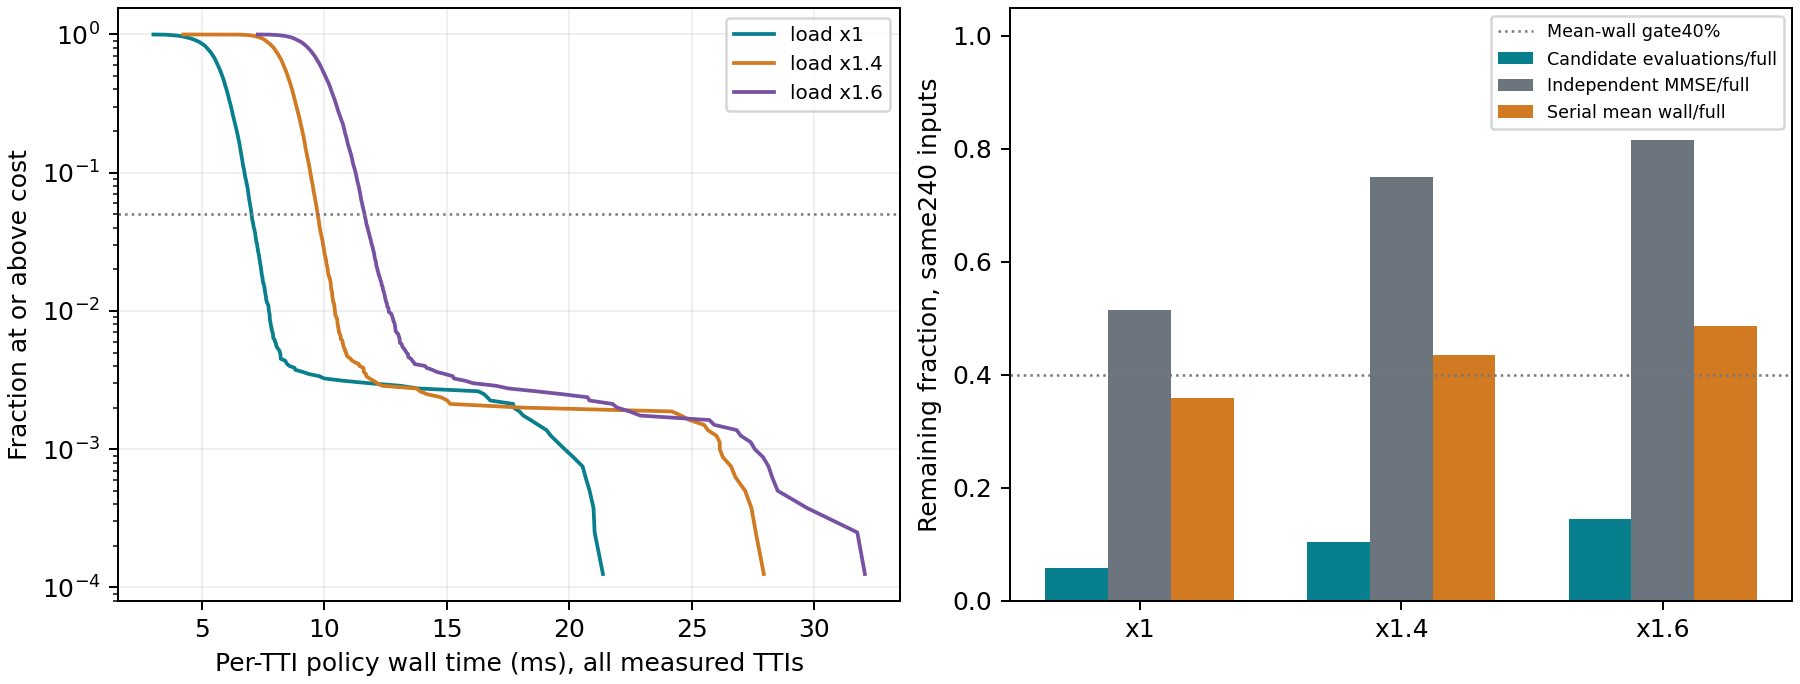 Fraction at or above cost
10⁰
10⁻¹
10⁻²
10⁻³
10⁻⁴
load x1
load x1.4
load x1.6
5 10 15 20 25 30
Per-TTI policy wall time (ms), all measured TTIs
Remaining fraction, same240 inputs
1.0
0.8
0.6
0.4
0.2
0.0
Mean-wall gate40%
Candidate evaluations/full
Independent MMSE/full
Serial mean wall/full
x1 x1.4 x1.6